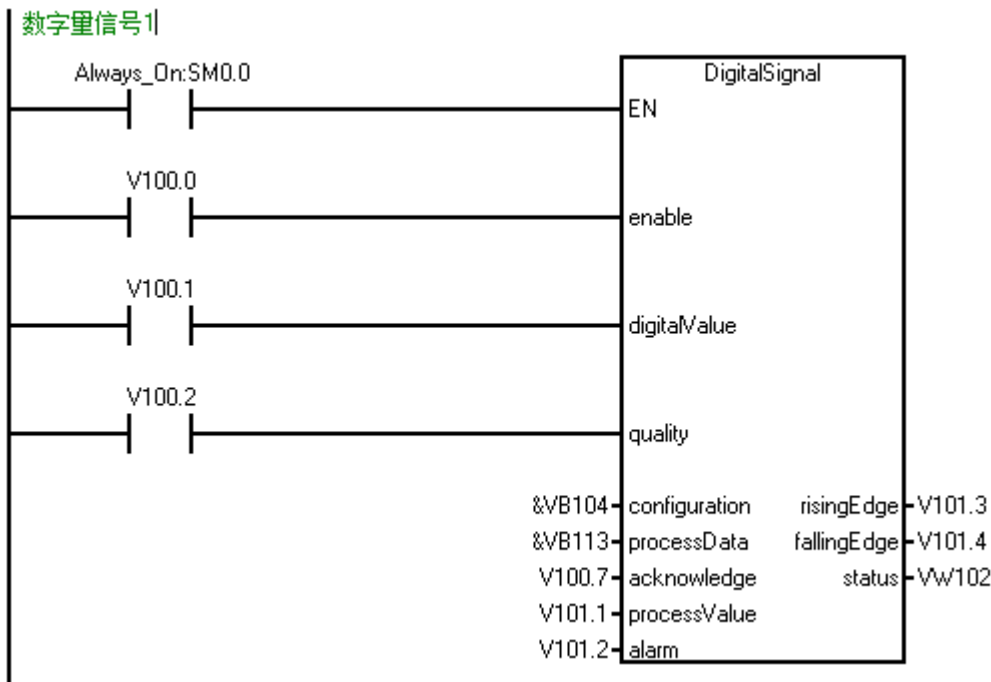 数字量信号1
Always_On:SM0.0
DigitalSignal
EN
V100.0
enable
V100.1
digitalValue
V100.2
quality
&VB104 configuration risingEdge V101.3
&VB113 processData fallingEdge V101.4
V100.7 acknowledge status VW102
V101.1 processValue
V101.2 alarm